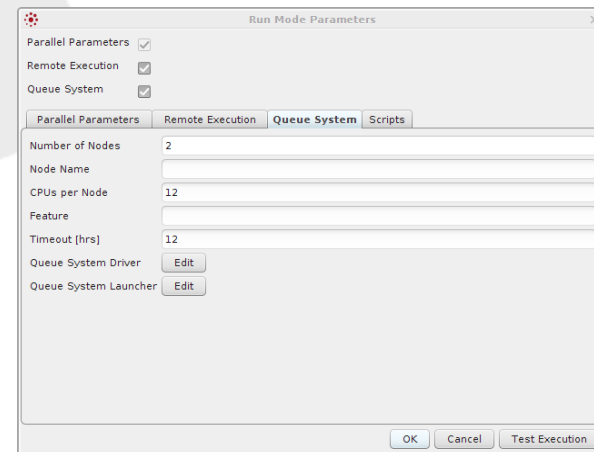 Run Mode Parameters
Parallel Parameters
Remote Execution
Queue System
Parallel Parameters Remote Execution Queue System Scripts
Number of Nodes 2
Node Name
CPUs per Node 12
Feature
Timeout [hrs] 12
Queue System Driver Edit
Queue System Launcher Edit
OK Cancel Test Execution